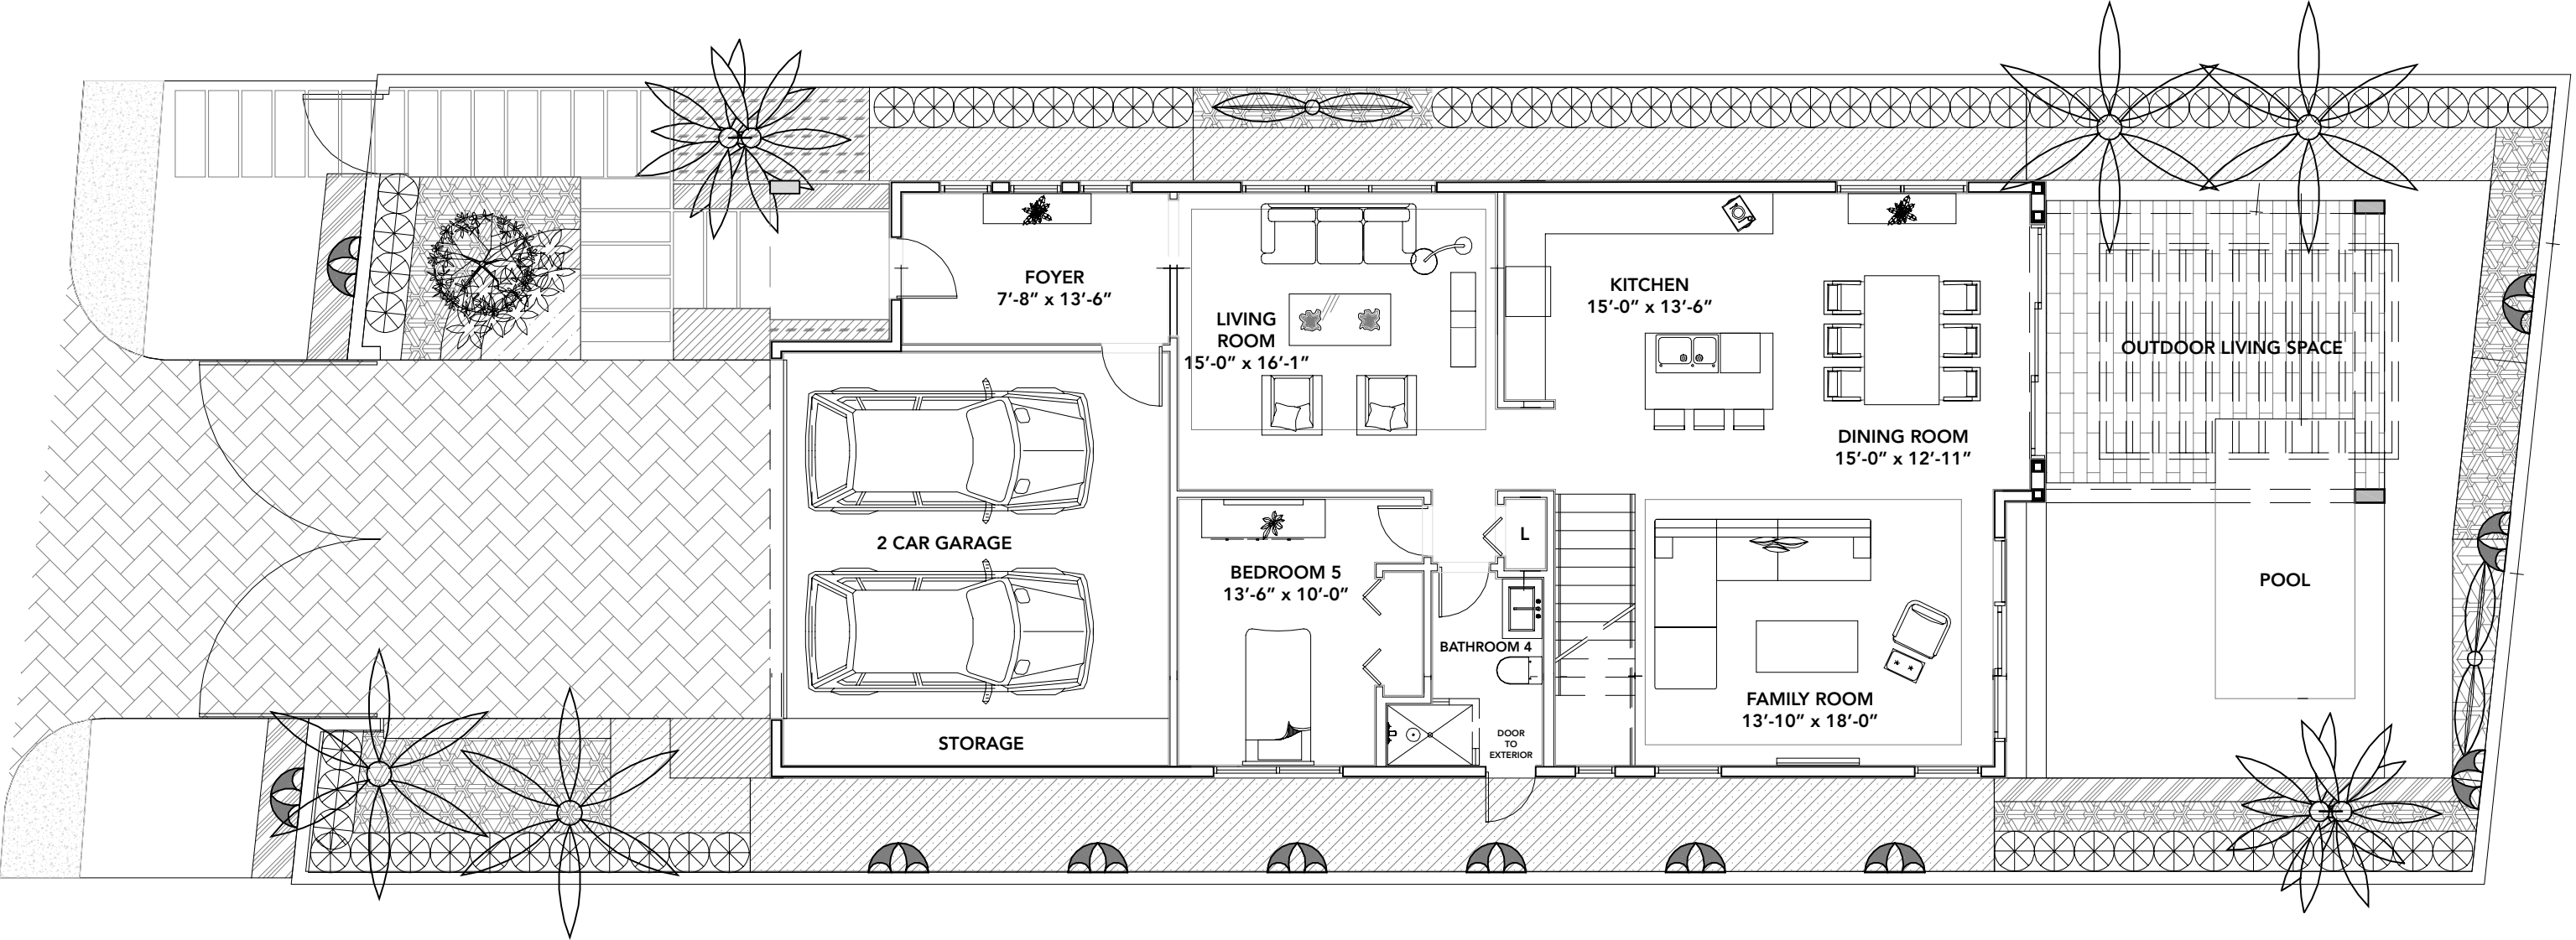 FOYER
7’-8” x 13’-6”
LIVING
ROOM
15’-0” x 16’-1”
KITCHEN
15’-0” x 13’-6”
OUTDOOR LIVING SPACE
DINING ROOM
15’-0” x 12’-11”
2 CAR GARAGE
L
BEDROOM 5
13’-6” x 10’-0”
POOL
BATHROOM 4
FAMILY ROOM
13’-10” x 18’-0”
STORAGE
DOOR
TO
EXTERIOR